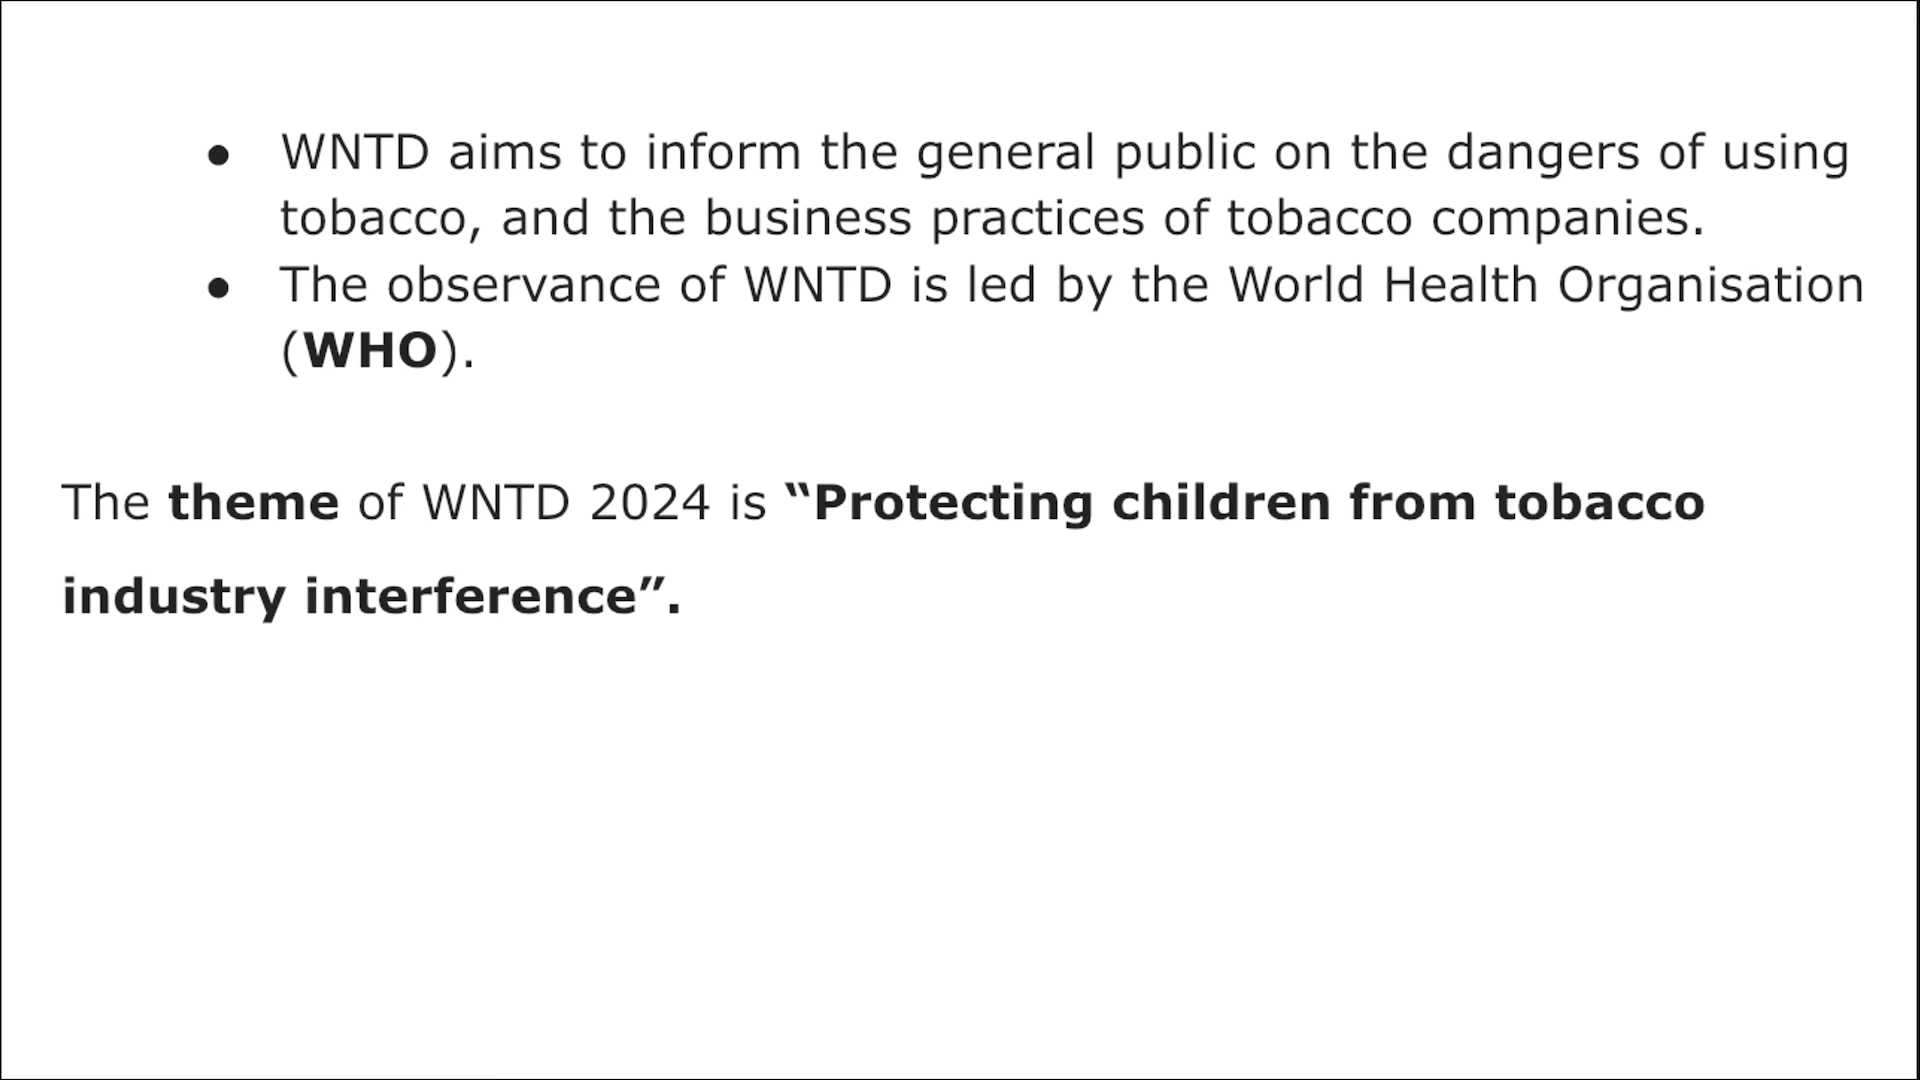 ● WNTD aims to inform the general public on the dangers of using
tobacco, and the business practices of tobacco companies.
● The observance of WNTD is led by the World Health Organisation
(WHO).
The theme of WNTD 2024 is “Protecting children from tobacco
industry interference”.